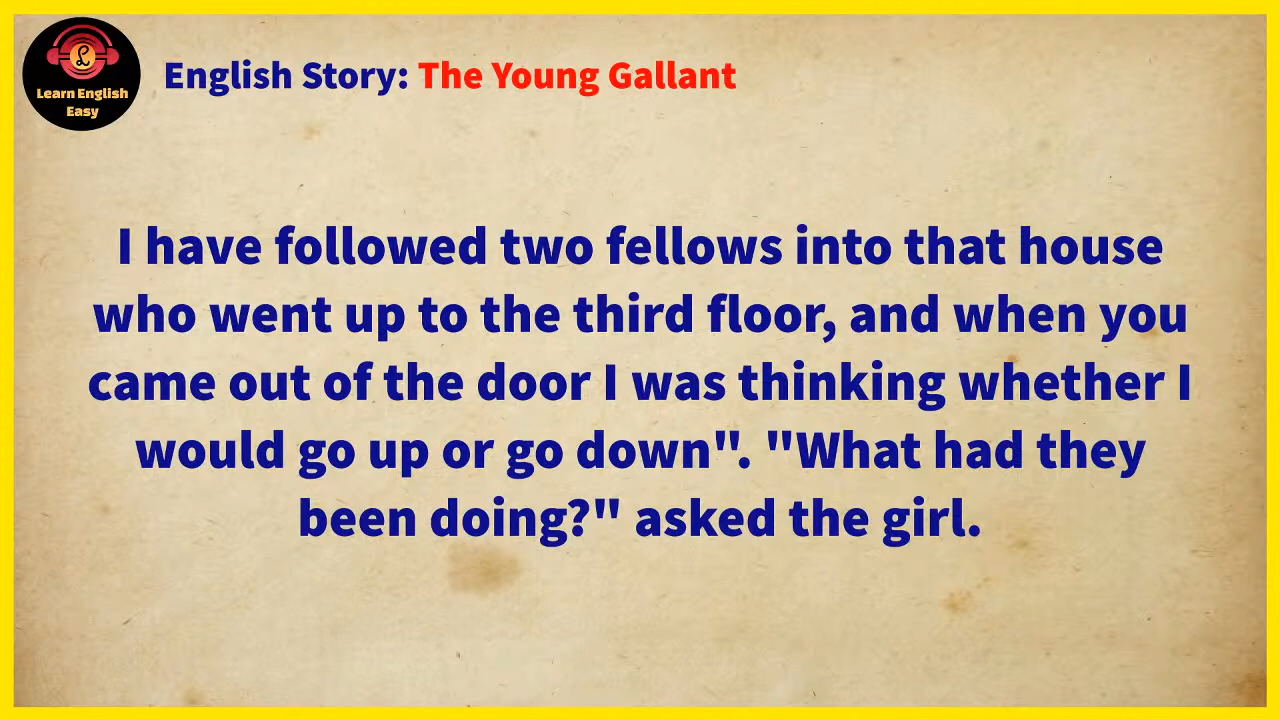 Learn English
Easy
English Story: The Young Gallant
I have followed two fellows into that house
who went up to the third floor, and when you
came out of the door I was thinking whether I
would go up or go down". "What had they
been doing?" asked the girl.